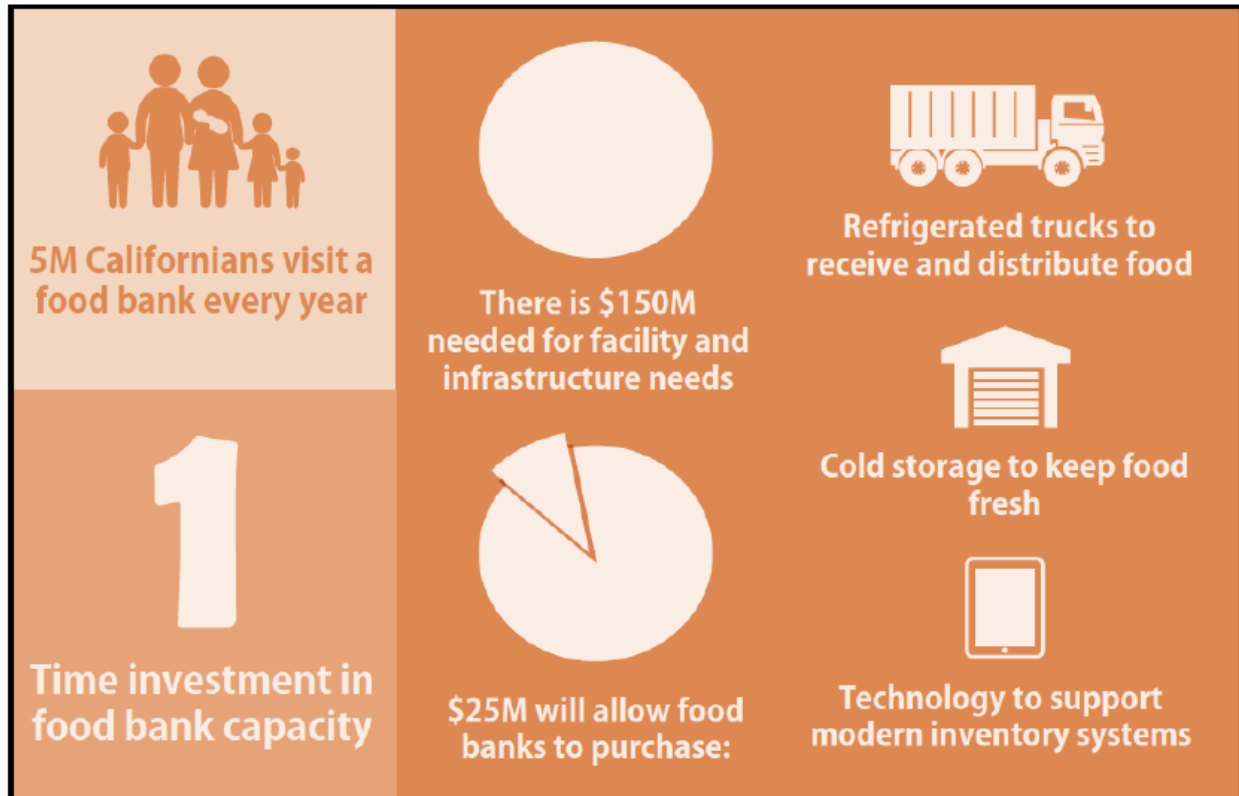 5M Californians visit a
food bank every year
1
Time investment in
food bank capacity
There is $150M
needed for facility and
infrastructure needs
$25M will allow food
banks to purchase:
Refrigerated trucks to
receive and distribute food
Cold storage to keep food
fresh
Technology to support
modern inventory systems